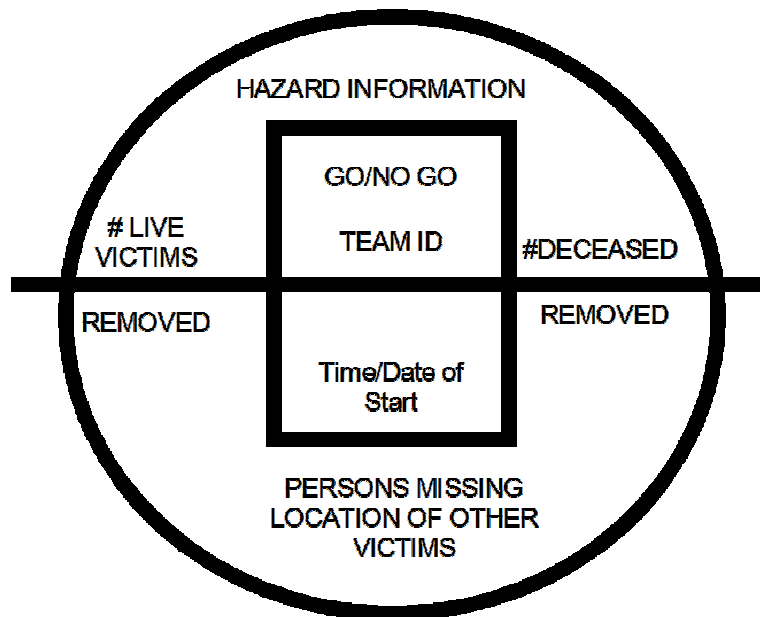 HAZARD INFORMATION
GO/NO GO
TEAM ID
# LIVE
VICTIMS
REMOVED
#DECEASED
REMOVED
Time/Date of
Start
PERSONS MISSING
LOCATION OF OTHER
VICTIMS